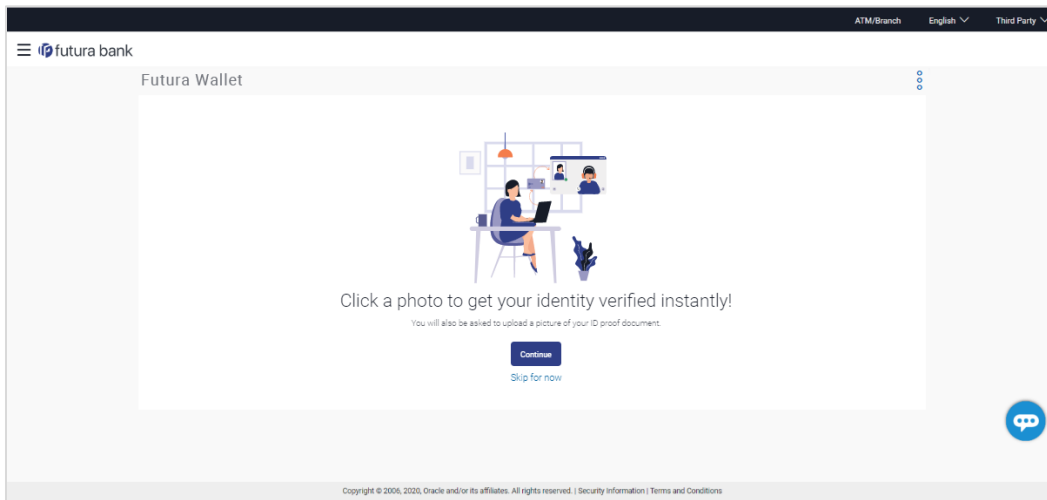 ATM/Branch English Third Party
futura bank
Futura Wallet
Click a photo to get your identity verified instantly!
You will also be asked to upload a picture of your ID proof document.
Continue
Skip for now
Copyright © 2006, 2020, Oracle and/or its affiliates. All rights reserved. | Security Information | Terms and Conditions